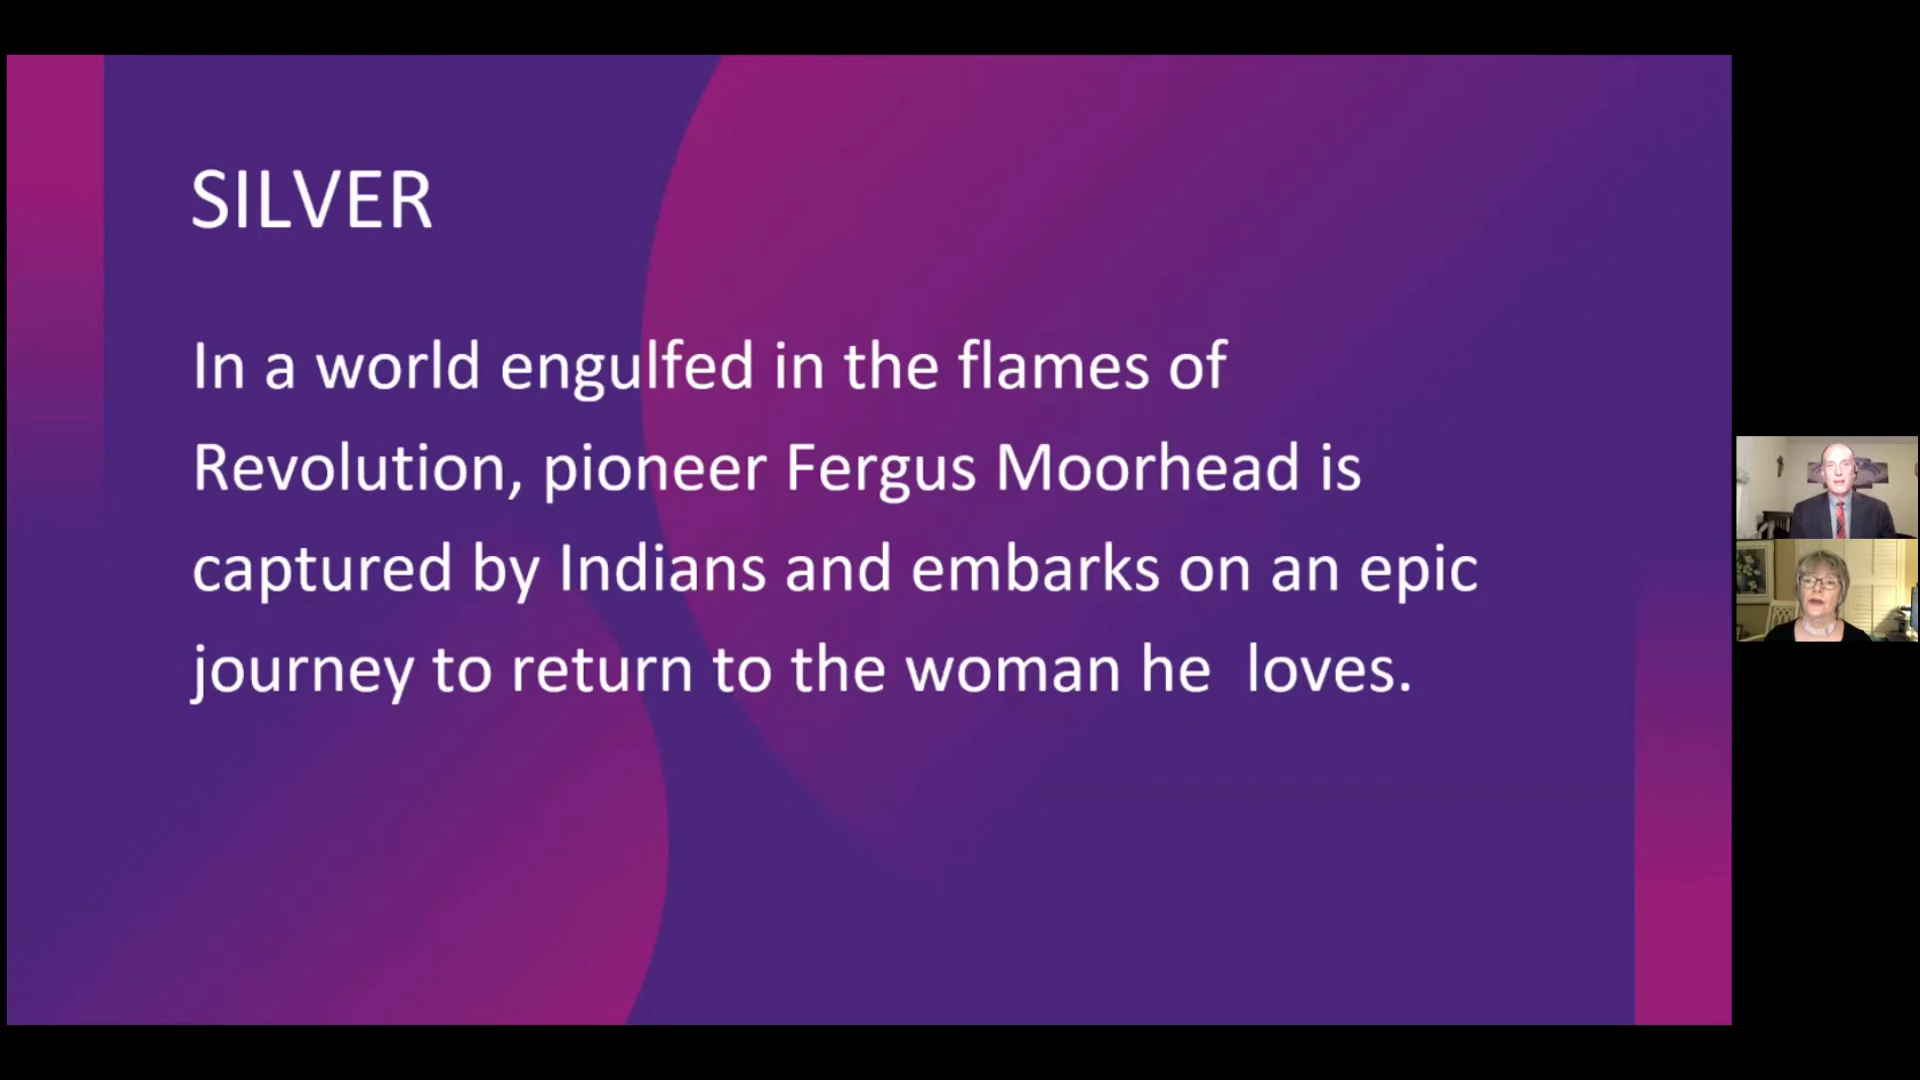 SILVER
In a world engulfed in the flames of
Revolution, pioneer Fergus Moorhead is
captured by Indians and embarks on an epic
journey to return to the woman he  loves.